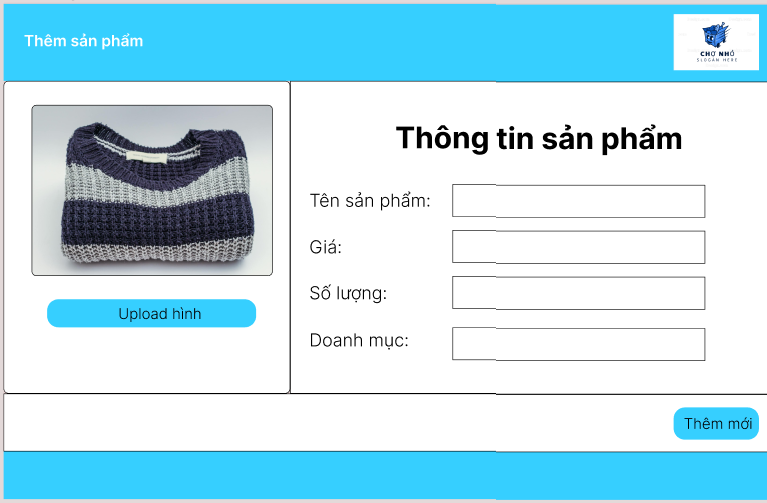 Thêm sản phẩm
CHỢ NHỎ
SLOGAN HERE
Thông tin sản phẩm
Tên sản phẩm:
Giá:
Số lượng:
Doanh mục:
Upload hình
Thêm mới